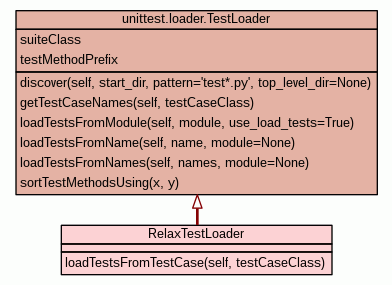 unittest.loader.TestLoader
suiteClass
testMethodPrefix
discover(self, start_dir, pattern='test*.py', top_level_dir=None)
getTestCaseNames(self, testCaseClass)
loadTestsFromModule(self, module, use_load_tests=True)
loadTestsFromName(self, name, module=None)
loadTestsFromNames(self, names, module=None)
sortTestMethodsUsing(x, y)
RelaxTestLoader
loadTestsFromTestCase(self, testCaseClass)